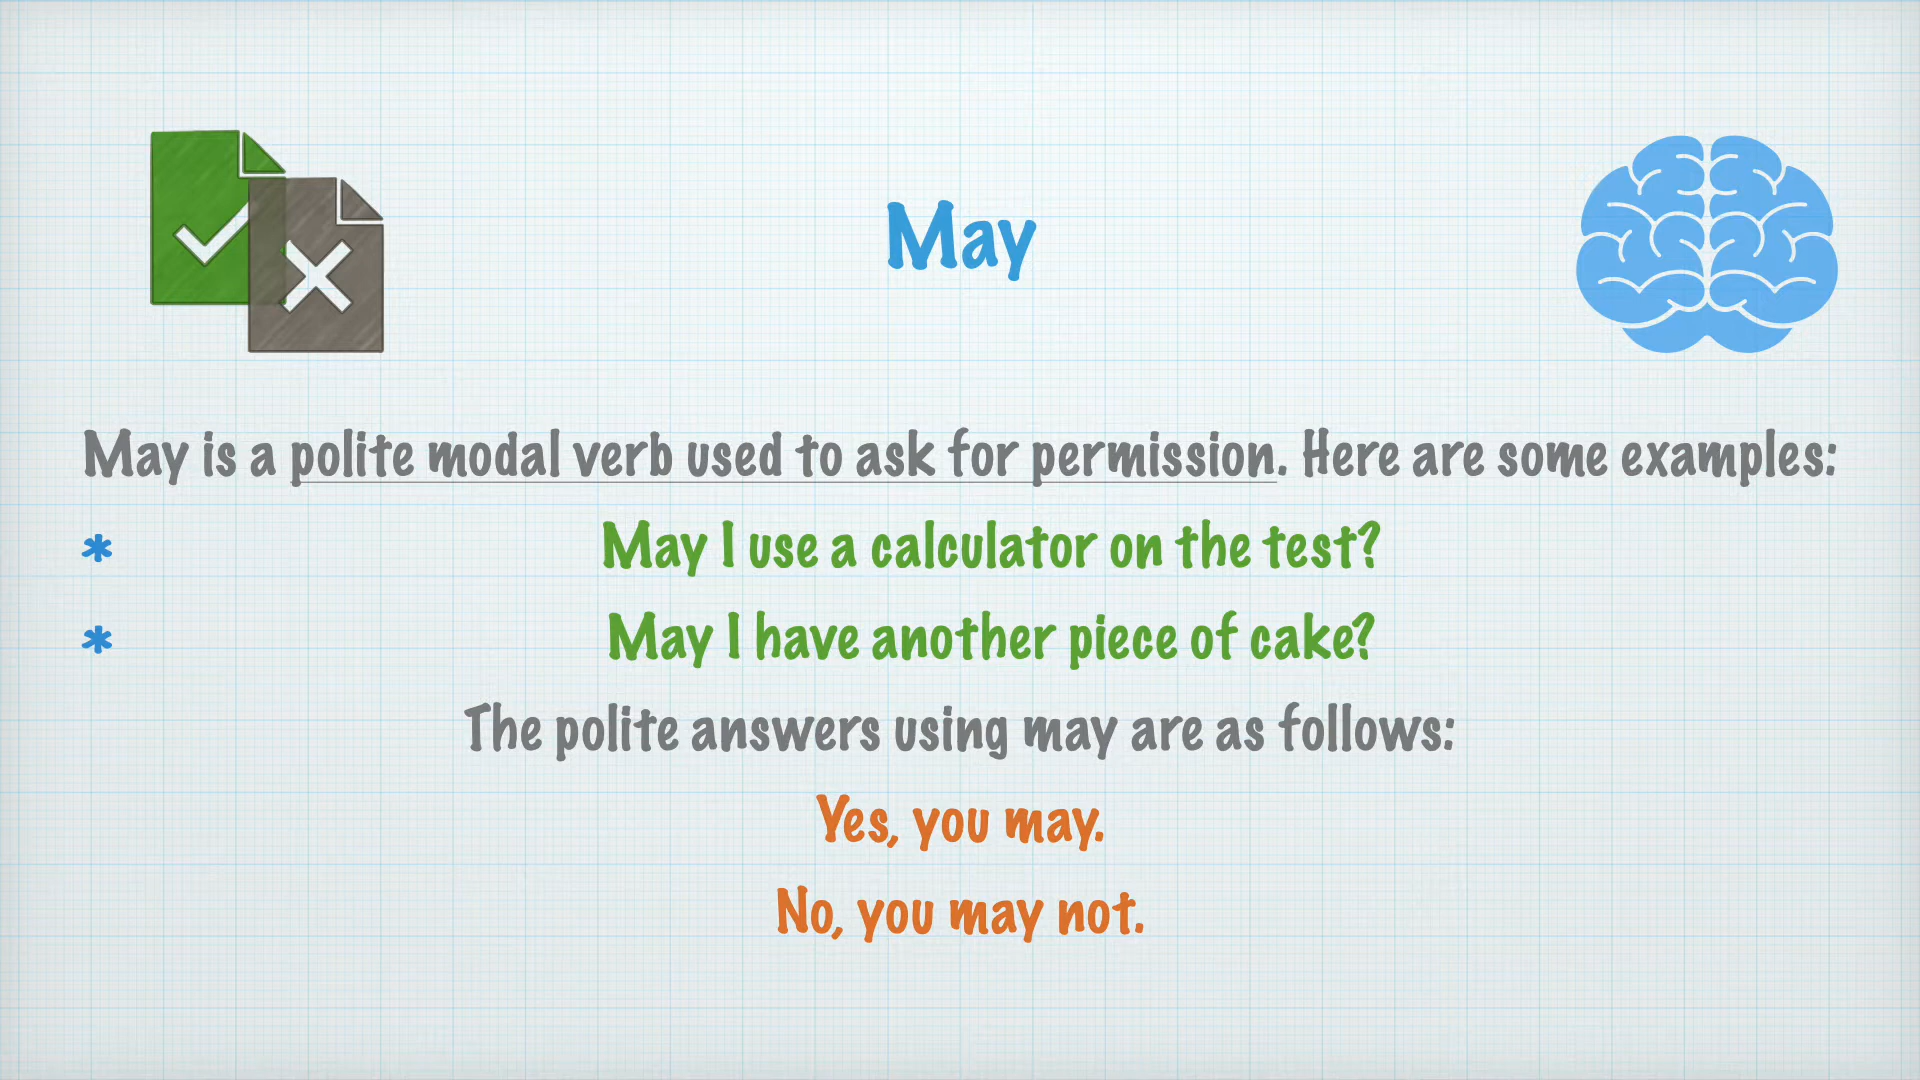 May
May is a polite modal verb used to ask for permission. Here are some examples:
* May I use a calculator on the test?
* May I have another piece of cake?
The polite answers using may are as follows:
Yes, you may.
No, you may not.